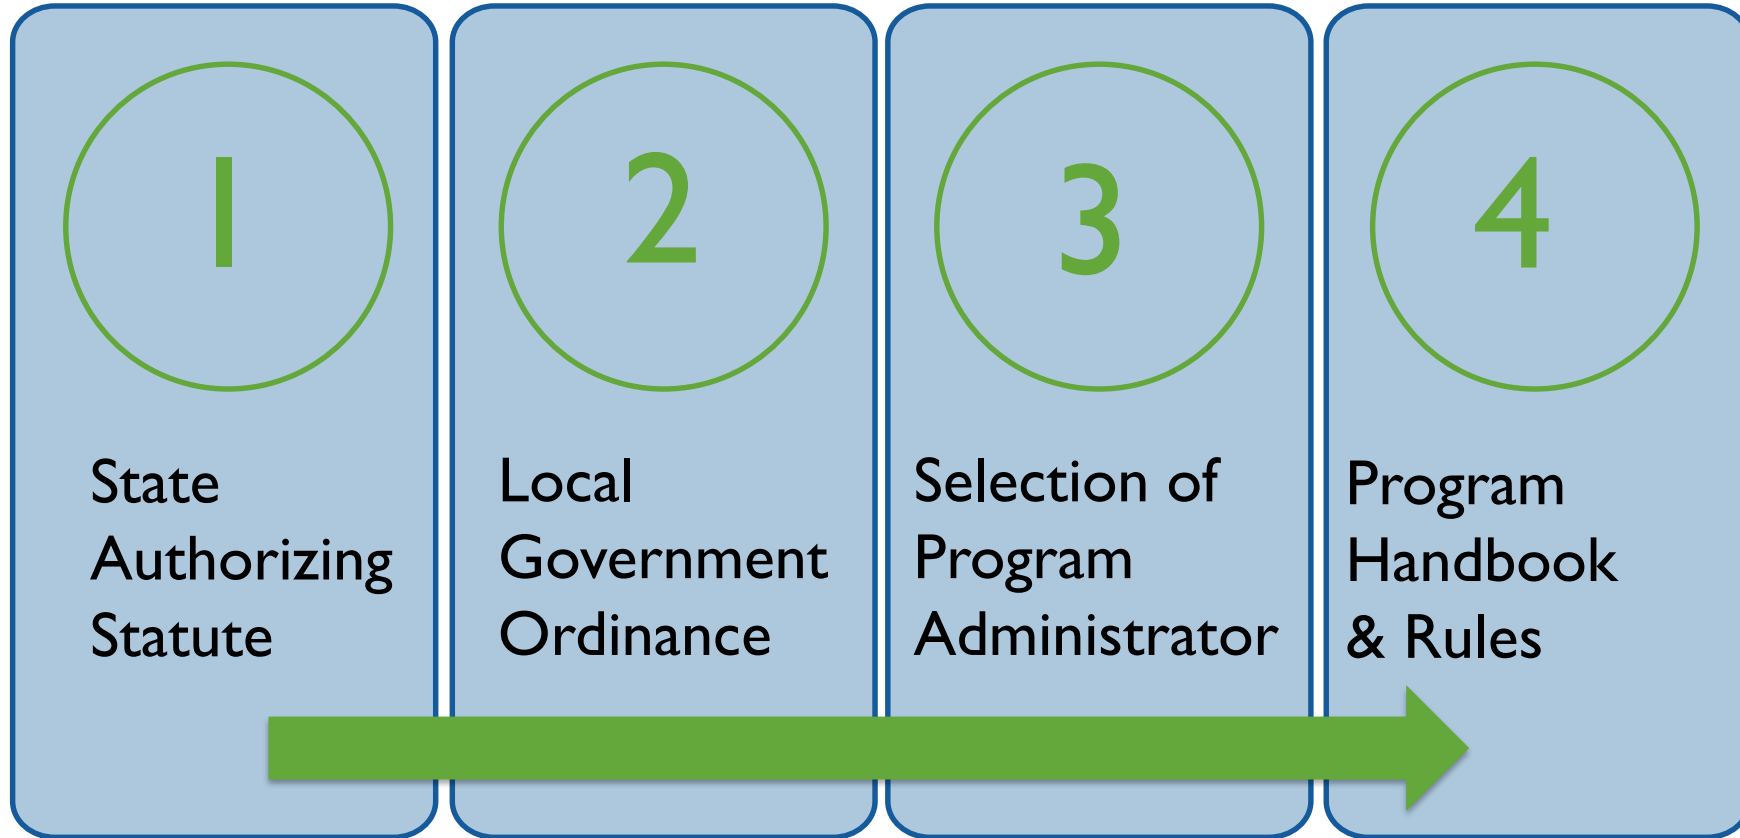 1
State
Authorizing
Statute
2
Local
Government
Ordinance
3
Selection of
Program
Administrator
4
Program
Handbook
& Rules